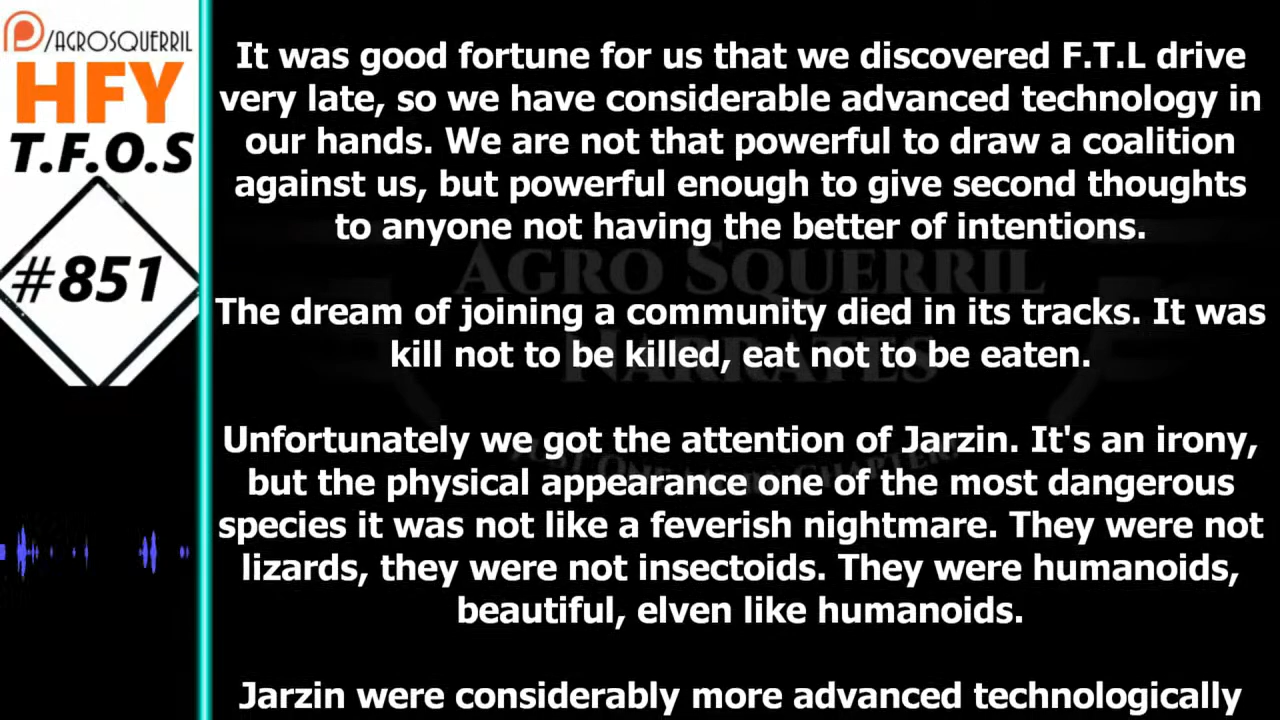 /AGROSQUERRIL
HFY
T.F.O.S
#851
It was good fortune for us that we discovered F.T.L drive
very late, so we have considerable advanced technology in
our hands. We are not that powerful to draw a coalition
against us, but powerful enough to give second thoughts
to anyone not having the better of intentions.
AGRO SQUERRIL
NARRATES
The dream of joining a community died in its tracks. It was
kill not to be killed, eat not to be eaten.
Unfortunately we got the attention of Jarzin. It's an irony,
but the physical appearance one of the most dangerous
species it was not like a feverish nightmare. They were not
lizards, they were not insectoids. They were humanoids,
beautiful, elven like humanoids.
Jarzin were considerably more advanced technologically